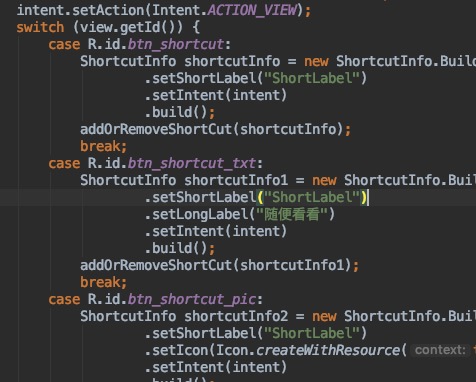 intent.setAction(Intent.ACTION_VIEW);
switch (view.getId()) {
case R.id.btn_shortcut:
ShortcutInfo shortcutInfo = new ShortcutInfo.Buil
.setShortLabel("ShortLabel")
.setIntent(intent)
.build();
addOrRemoveShortCut(shortcutInfo);
break;
case R.id.btn_shortcut_txt:
ShortcutInfo shortcutInfo1 = new ShortcutInfo.Bui
.setShortLabel("ShortLabel")
.setLongLabel("随便看看")
.setIntent(intent)
.build();
addOrRemoveShortCut(shortcutInfo1);
break;
case R.id.btn_shortcut_pic:
ShortcutInfo shortcutInfo2 = new ShortcutInfo.Bui
.setShortLabel("ShortLabel")
.setIcon(Icon.createWithResource( context:
.setIntent(intent)
.build();